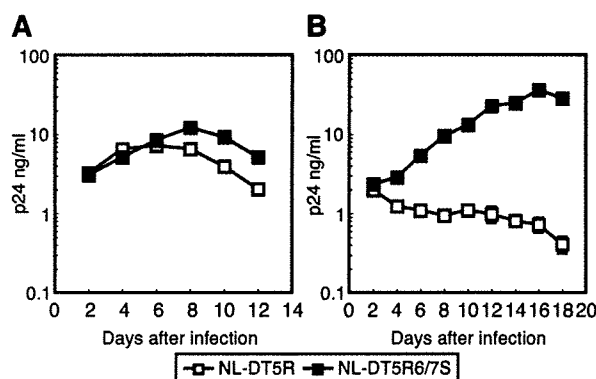 A
B
100
10
1
0.1
p24 ng/ml
0 2 4 6 8 10 12 14
Days after infection
100
10
1
0.1
p24 ng/ml
0 2 4 6 8 10 12 14 16 18 20
Days after infection
NL-DT5R NL-DT5R6/7S